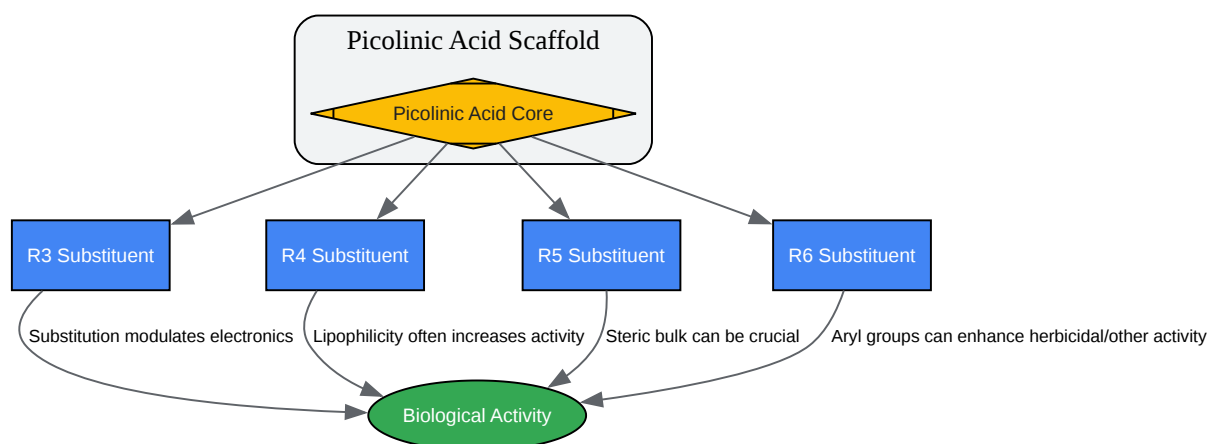 Picolinic Acid Scaffold
Picolinic Acid Core
R3 Substituent
R4 Substituent
R5 Substituent
R6 Substituent
Substitution modulates electronics
Lipophilicity often increases activity
Steric bulk can be crucial
Aryl groups can enhance herbicidal/other activity
Biological Activity